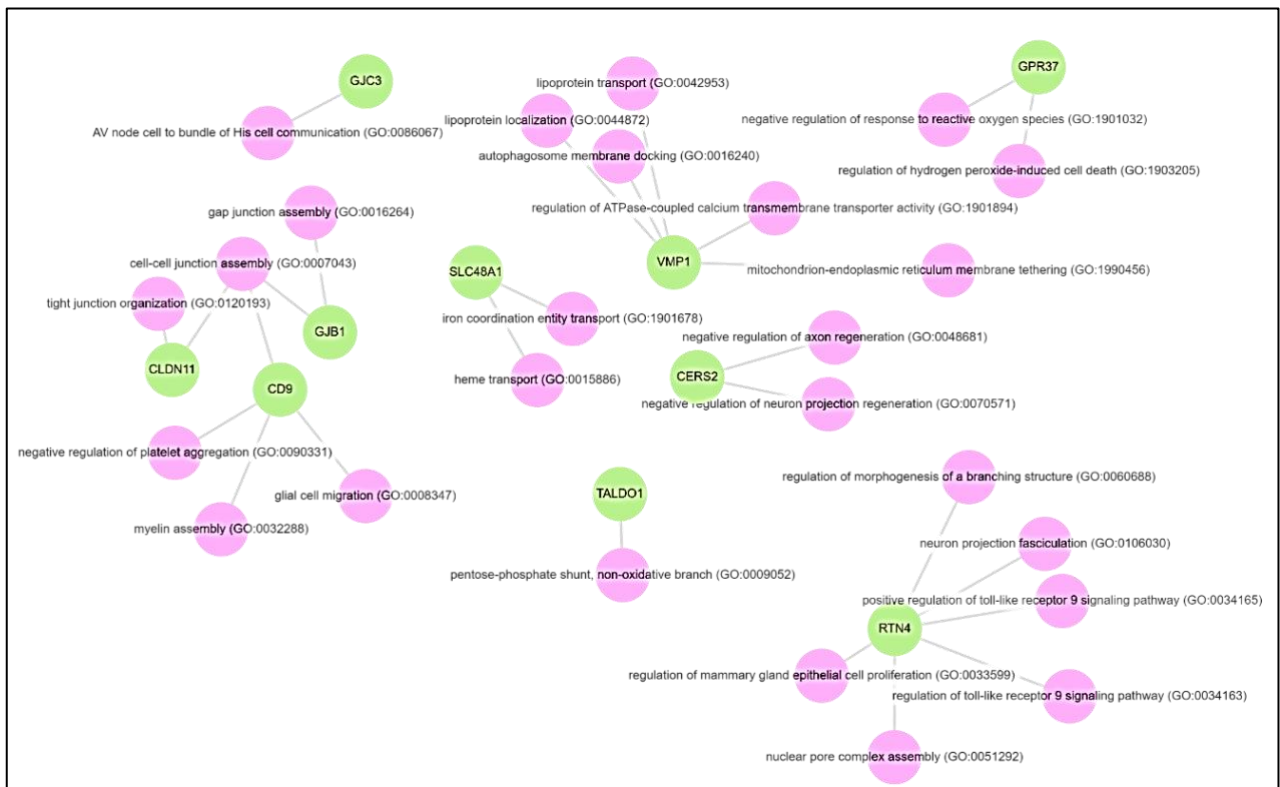 GJC3
AV node cell to bundle of His cell communication (GO:0086067)
lipoprotein transport (GO:0042953)
lipoprotein localization (GO:0044872)
autophagosome membrane docking (GO:0016240)
regulation of ATPase-coupled calcium transmembrane transporter activity (GO:1901894)
VMP1
mitochondrion-endoplasmic reticulum membrane tethering (GO:1990456)
GPR37
negative regulation of response to reactive oxygen species (GO:1901032)
regulation of hydrogen peroxide-induced cell death (GO:1903205)
gap junction assembly (GO:0016264)
cell-cell junction assembly (GO:0007043)
tight junction organization (GO:0120193)
GJB1
CLDN11
CD9
negative regulation of platelet aggregation (GO:0090331)
glial cell migration (GO:0008347)
myelin assembly (GO:0032288)
SLC48A1
iron coordination entity transport (GO:1901678)
heme transport (GO:0015886)
negative regulation of axon regeneration (GO:0048681)
CERS2
negative regulation of neuron projection regeneration (GO:0070571)
TALDO1
pentose-phosphate shunt, non-oxidative branch (GO:0009052)
regulation of morphogenesis of a branching structure (GO:0060688)
neuron projection fasciculation (GO:0106030)
positive regulation of toll-like receptor 9 signaling pathway (GO:0034165)
RTN4
regulation of mammary gland epithelial cell proliferation (GO:0033599)
regulation of toll-like receptor 9 signaling pathway (GO:0034163)
nuclear pore complex assembly (GO:0051292)